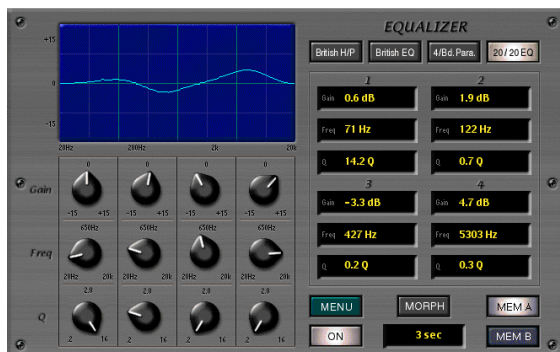 EQUALIZER
+15
0
-15
20Hz 200Hz 2k 20k
British H/P British EQ 4/Bd. Para. 20/20 EQ
1 2
Gain 0.6 dB Gain 1.9 dB
Freq 71 Hz Freq 122 Hz
Q 14.2 Q Q 0.7 Q
3 4
Gain -3.3 dB Gain 4.7 dB
Freq 427 Hz Freq 5303 Hz
Q 0.2 Q Q 0.3 Q
0 0 0 0
Gain
-15 +15 -15 +15 -15 +15 -15 +15
650Hz 650Hz 650Hz 650Hz
Freq
20Hz 20k 20Hz 20k 20Hz 20k 20Hz 20k
2.0 2.0 2.0 2.0
Q
.2 16 .2 16 .2 16 .2 16
MENU MORPH MEM A
ON 3 sec MEM B